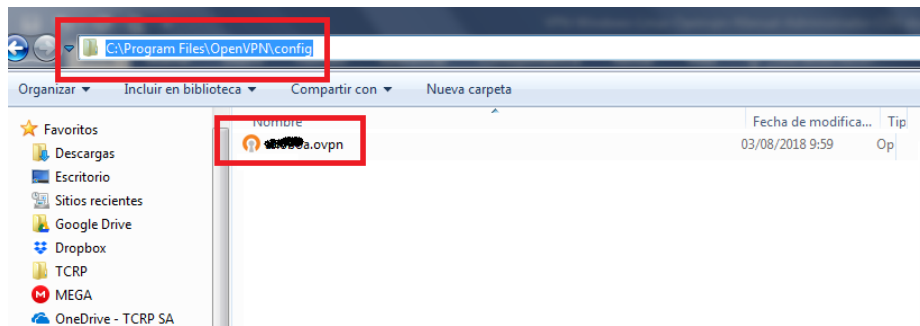 C:\Program Files\OpenVPN\config
Organizar Incluir en biblioteca Compartir con Nueva carpeta
Nombre Fecha de modifica... Tip
a.ovpn 03/08/2018 9:59 Op
Favoritos
Descargas
Escritorio
Sitios recientes
Google Drive
Dropbox
TCRP
MEGA
OneDrive - TCRP SA